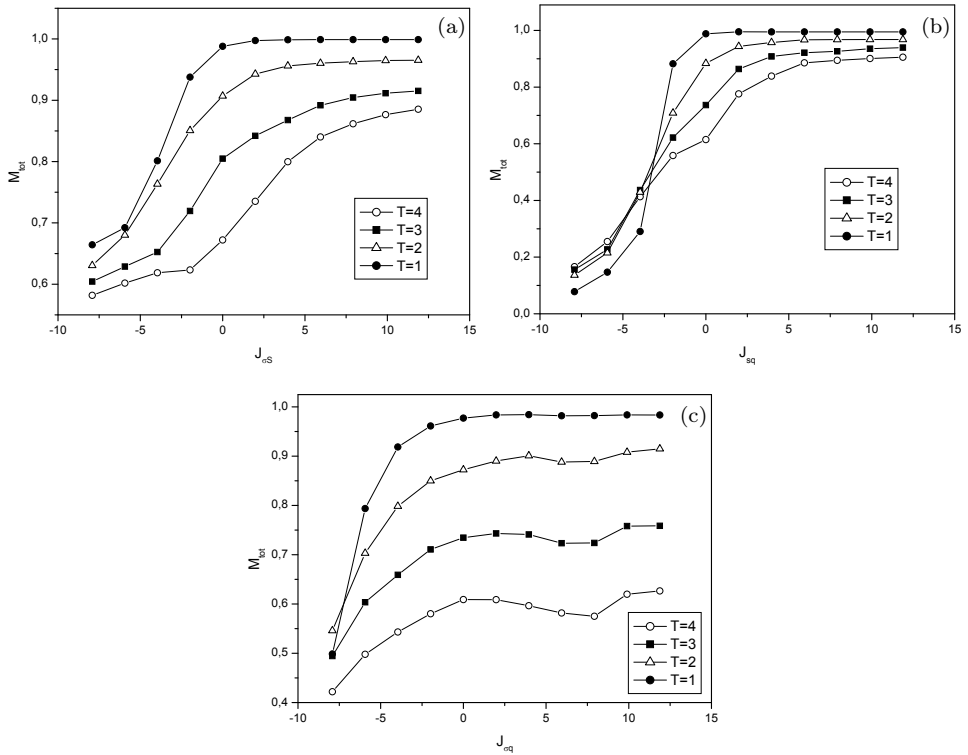 (a)
1,0
0,9
0,8
0,7
0,6
M_tot
-10 -5 0 5 10 15
J_σS
T=4
T=3
T=2
T=1
(b)
1,0
0,8
0,6
0,4
0,2
0,0
M_tot
-10 -5 0 5 10 15
J_sq
T=4
T=3
T=2
T=1
(c)
1,0
0,9
0,8
0,7
0,6
0,5
0,4
M_tot
-10 -5 0 5 10 15
J_σq
T=4
T=3
T=2
T=1